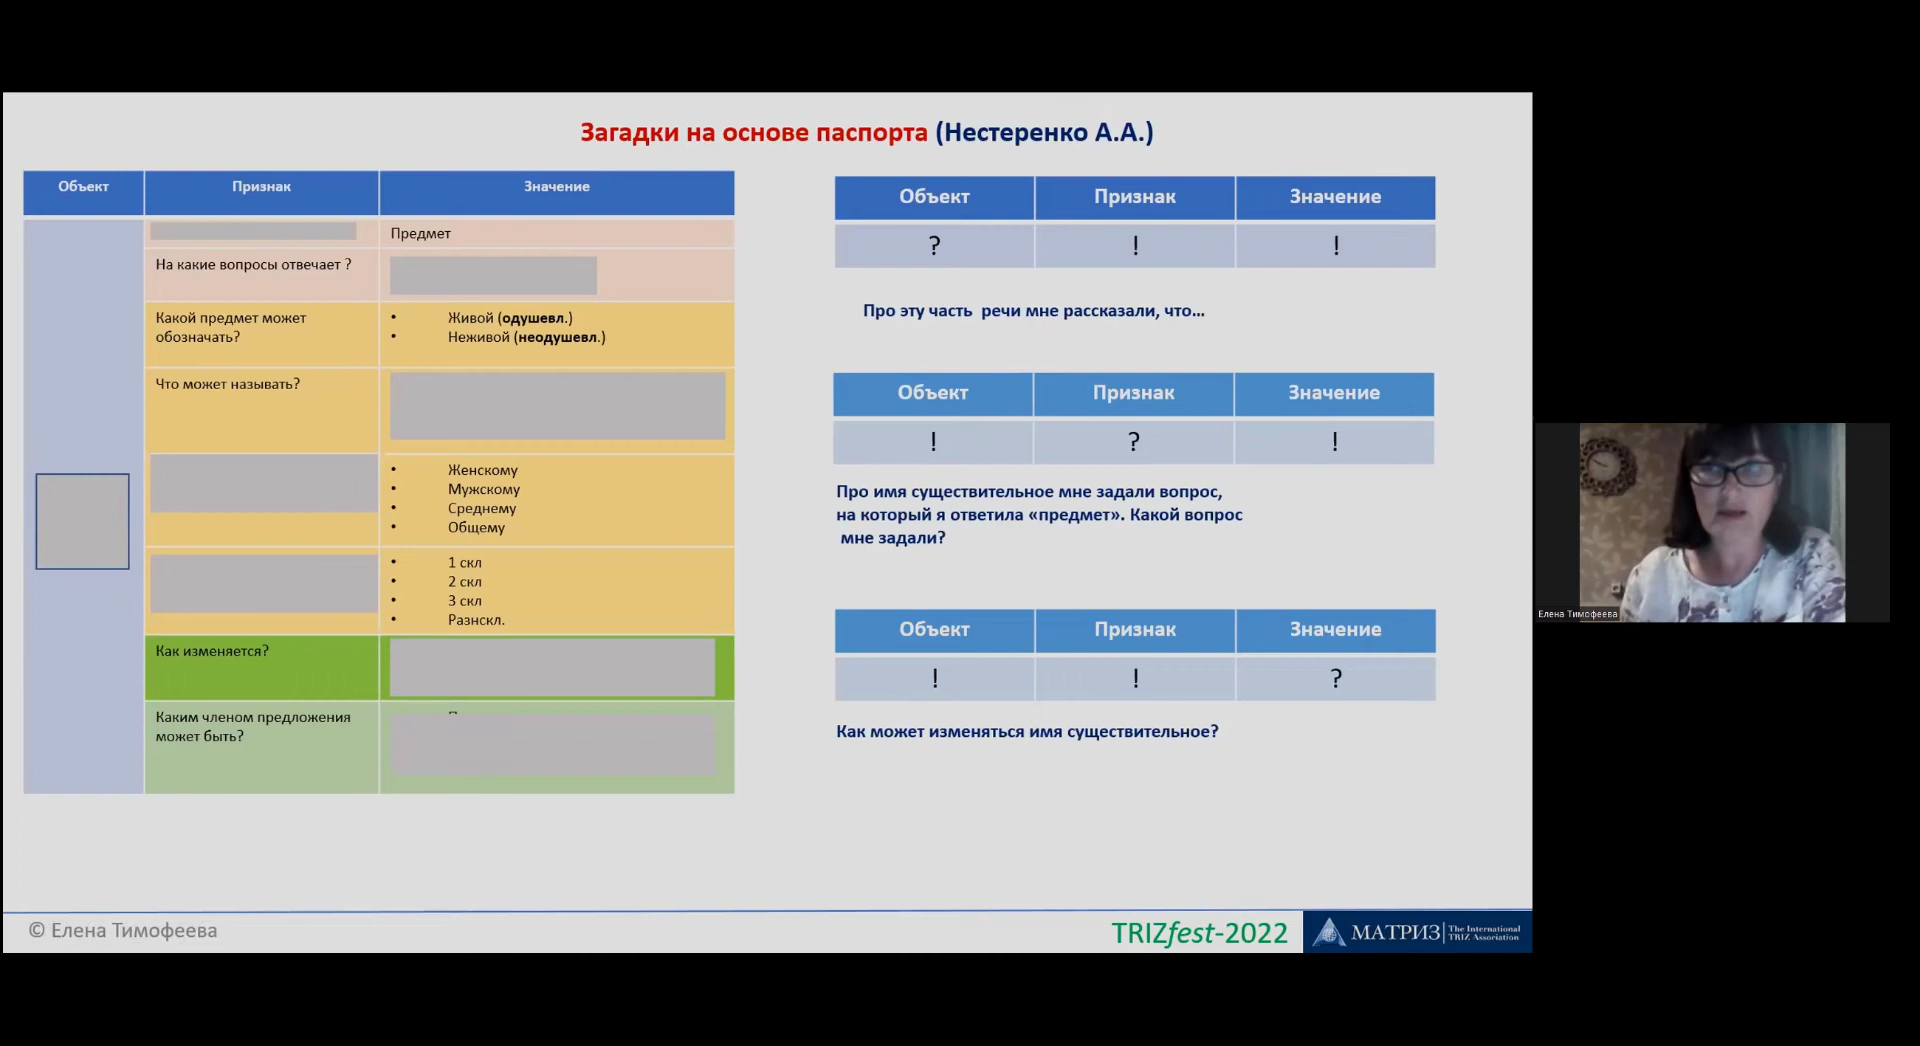 Загадки на основе паспорта (Нестеренко А.А.)
Объект Признак Значение
Предмет
На какие вопросы отвечает ?
Какой предмет может
обозначать?
• Живой (одушевл.)
• Неживой (неодушевл.)
Что может называть?
• Женскому
• Мужскому
• Среднему
• Общему
• 1 скл
• 2 скл
• 3 скл
• Разнскл.
Как изменяется?
Каким членом предложения
может быть?
Объект Признак Значение
? ! !
Про эту часть речи мне рассказали, что...
Объект Признак Значение
! ? !
Про имя существительное мне задали вопрос,
на который я ответила «предмет». Какой вопрос
мне задали?
Объект Признак Значение
! ! ?
Как может изменяться имя существительное?
Елена Тимофеева
© Елена Тимофеева
TRIZfest-2022
МАТРИЗ
The International
TRIZ Association